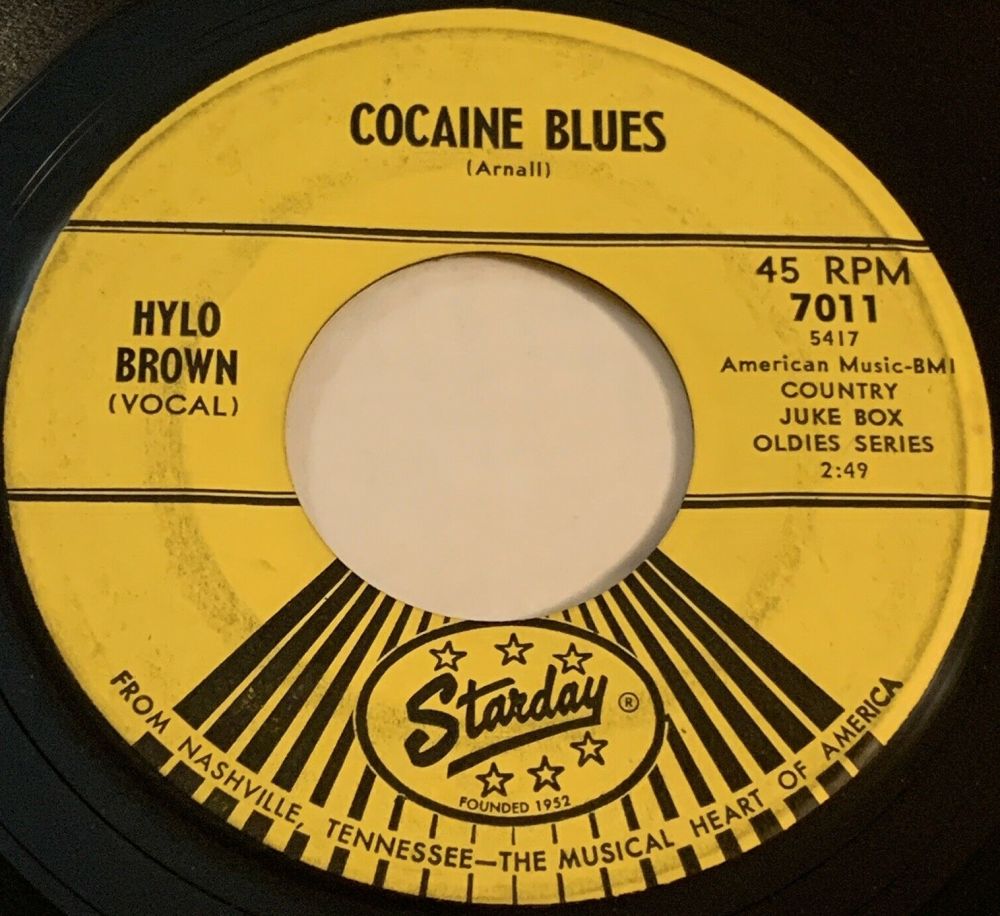 COCAINE BLUES
(Arnall)
HYLO
BROWN
(VOCAL)
45 RPM
7011
5417
American Music-BMI
COUNTRY
JUKE BOX
OLDIES SERIES
2:49
Starday ®
FOUNDED 1952
FROM NASHVILLE, TENNESSEE—THE MUSICAL HEART OF AMERICA